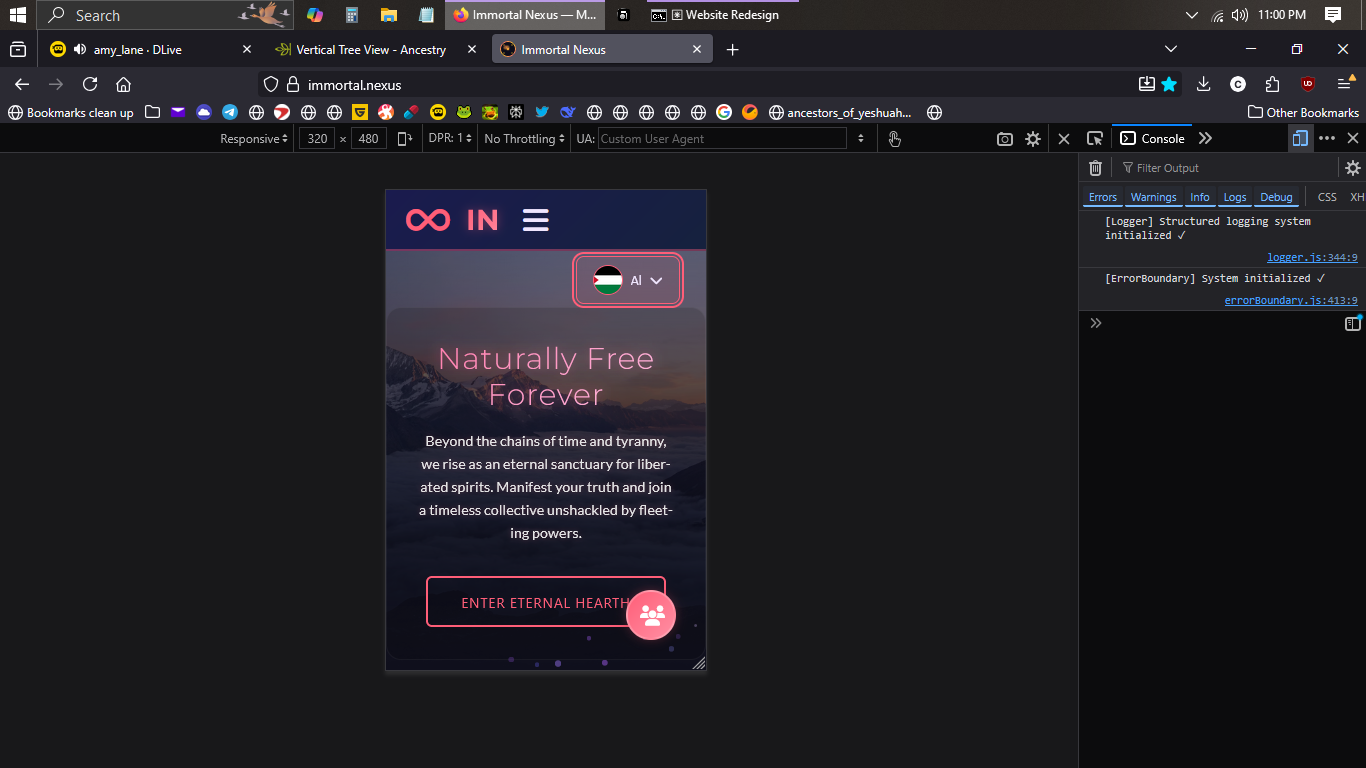 Search
Immortal Nexus — M...
Website Redesign
11:00 PM
amy_lane · DLive
Vertical Tree View - Ancestry
Immortal Nexus
immortal.nexus
Bookmarks clean up
ancestors_of_yeshuah...
Other Bookmarks
Responsive
320 × 480
DPR: 1
No Throttling
UA: Custom User Agent
Console
Filter Output
Errors Warnings Info Logs Debug CSS XH
[Logger] Structured logging system
initialized ✓
logger.js:344:9
[ErrorBoundary] System initialized ✓
errorBoundary.js:413:9
IN
Naturally Free
Forever
Beyond the chains of time and tyranny,
we rise as an eternal sanctuary for liber-
ated spirits. Manifest your truth and join
a timeless collective unshackled by fleet-
ing powers.
ENTER ETERNAL HEARTH